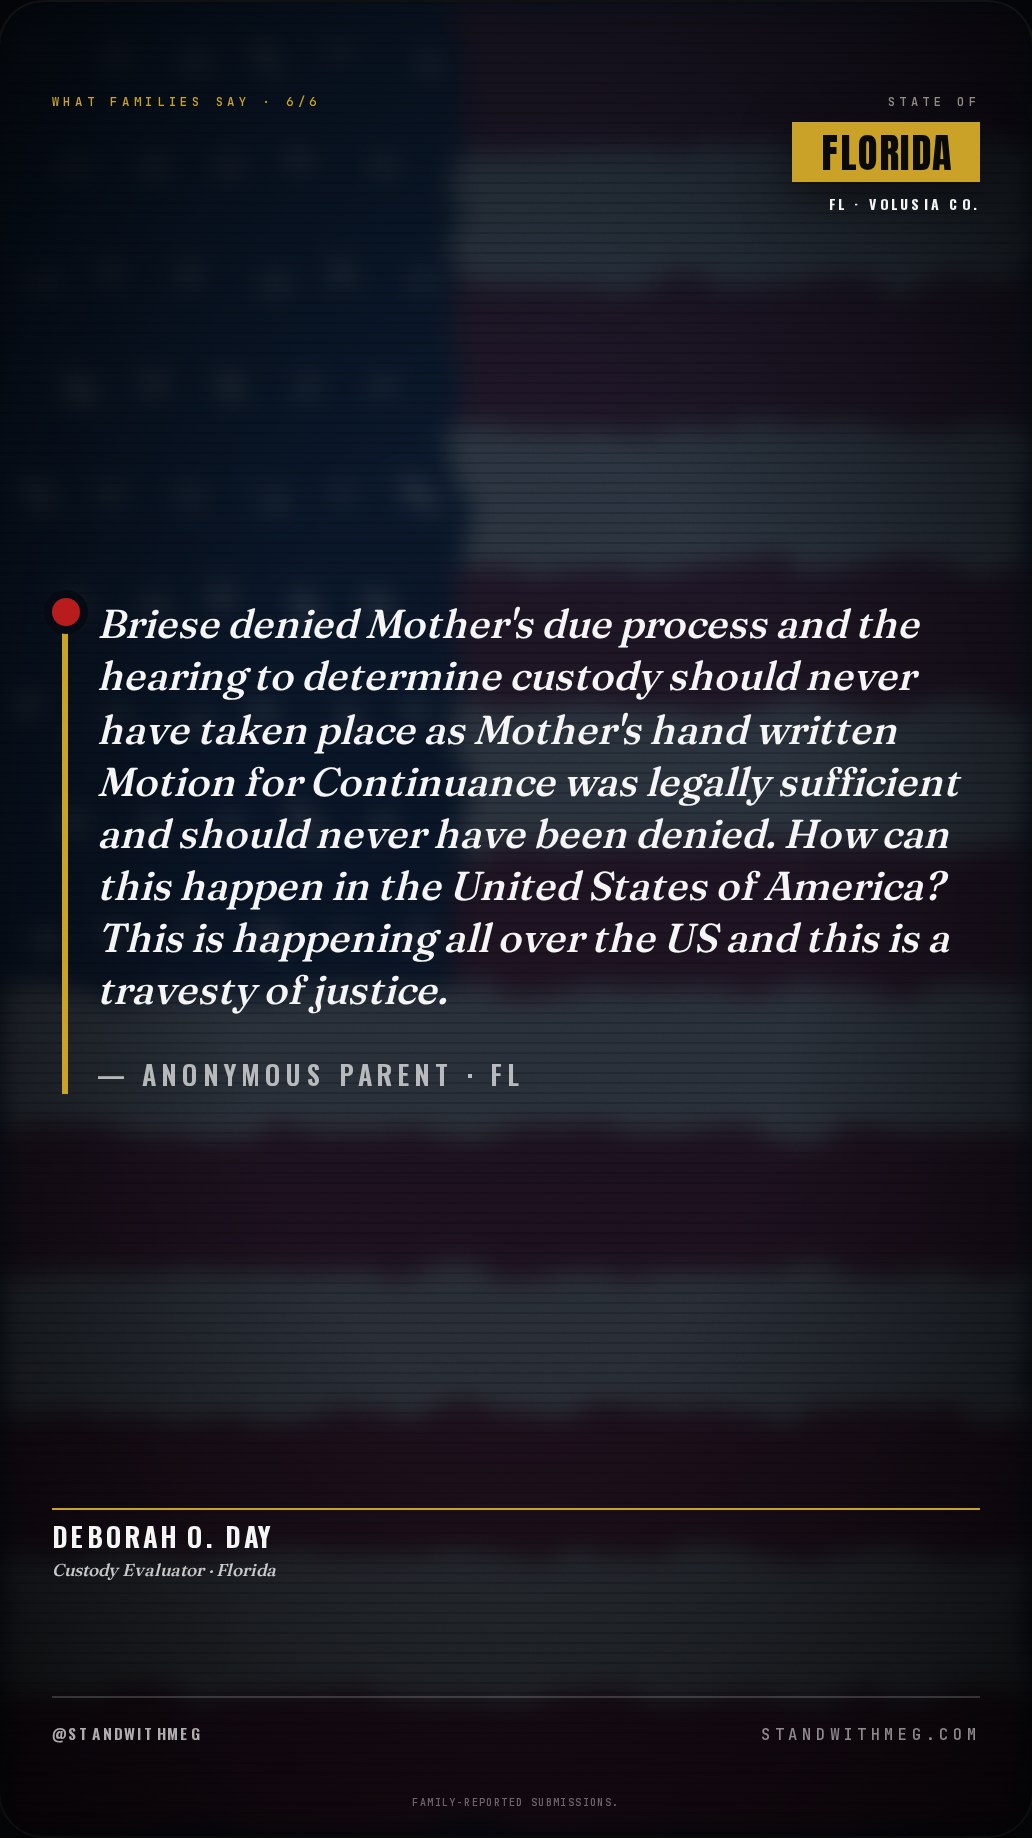 WHAT FAMILIES SAY · 6/6
STATE OF
FLORIDA
FL · VOLUSIA CO.
Briese denied Mother's due process and the
hearing to determine custody should never
have taken place as Mother's hand written
Motion for Continuance was legally sufficient
and should never have been denied. How can
this happen in the United States of America?
This is happening all over the US and this is a
travesty of justice.
— ANONYMOUS PARENT · FL
DEBORAH O. DAY
Custody Evaluator · Florida
@STANDWITHMEG
STANDWITHMEG.COM
FAMILY-REPORTED SUBMISSIONS.